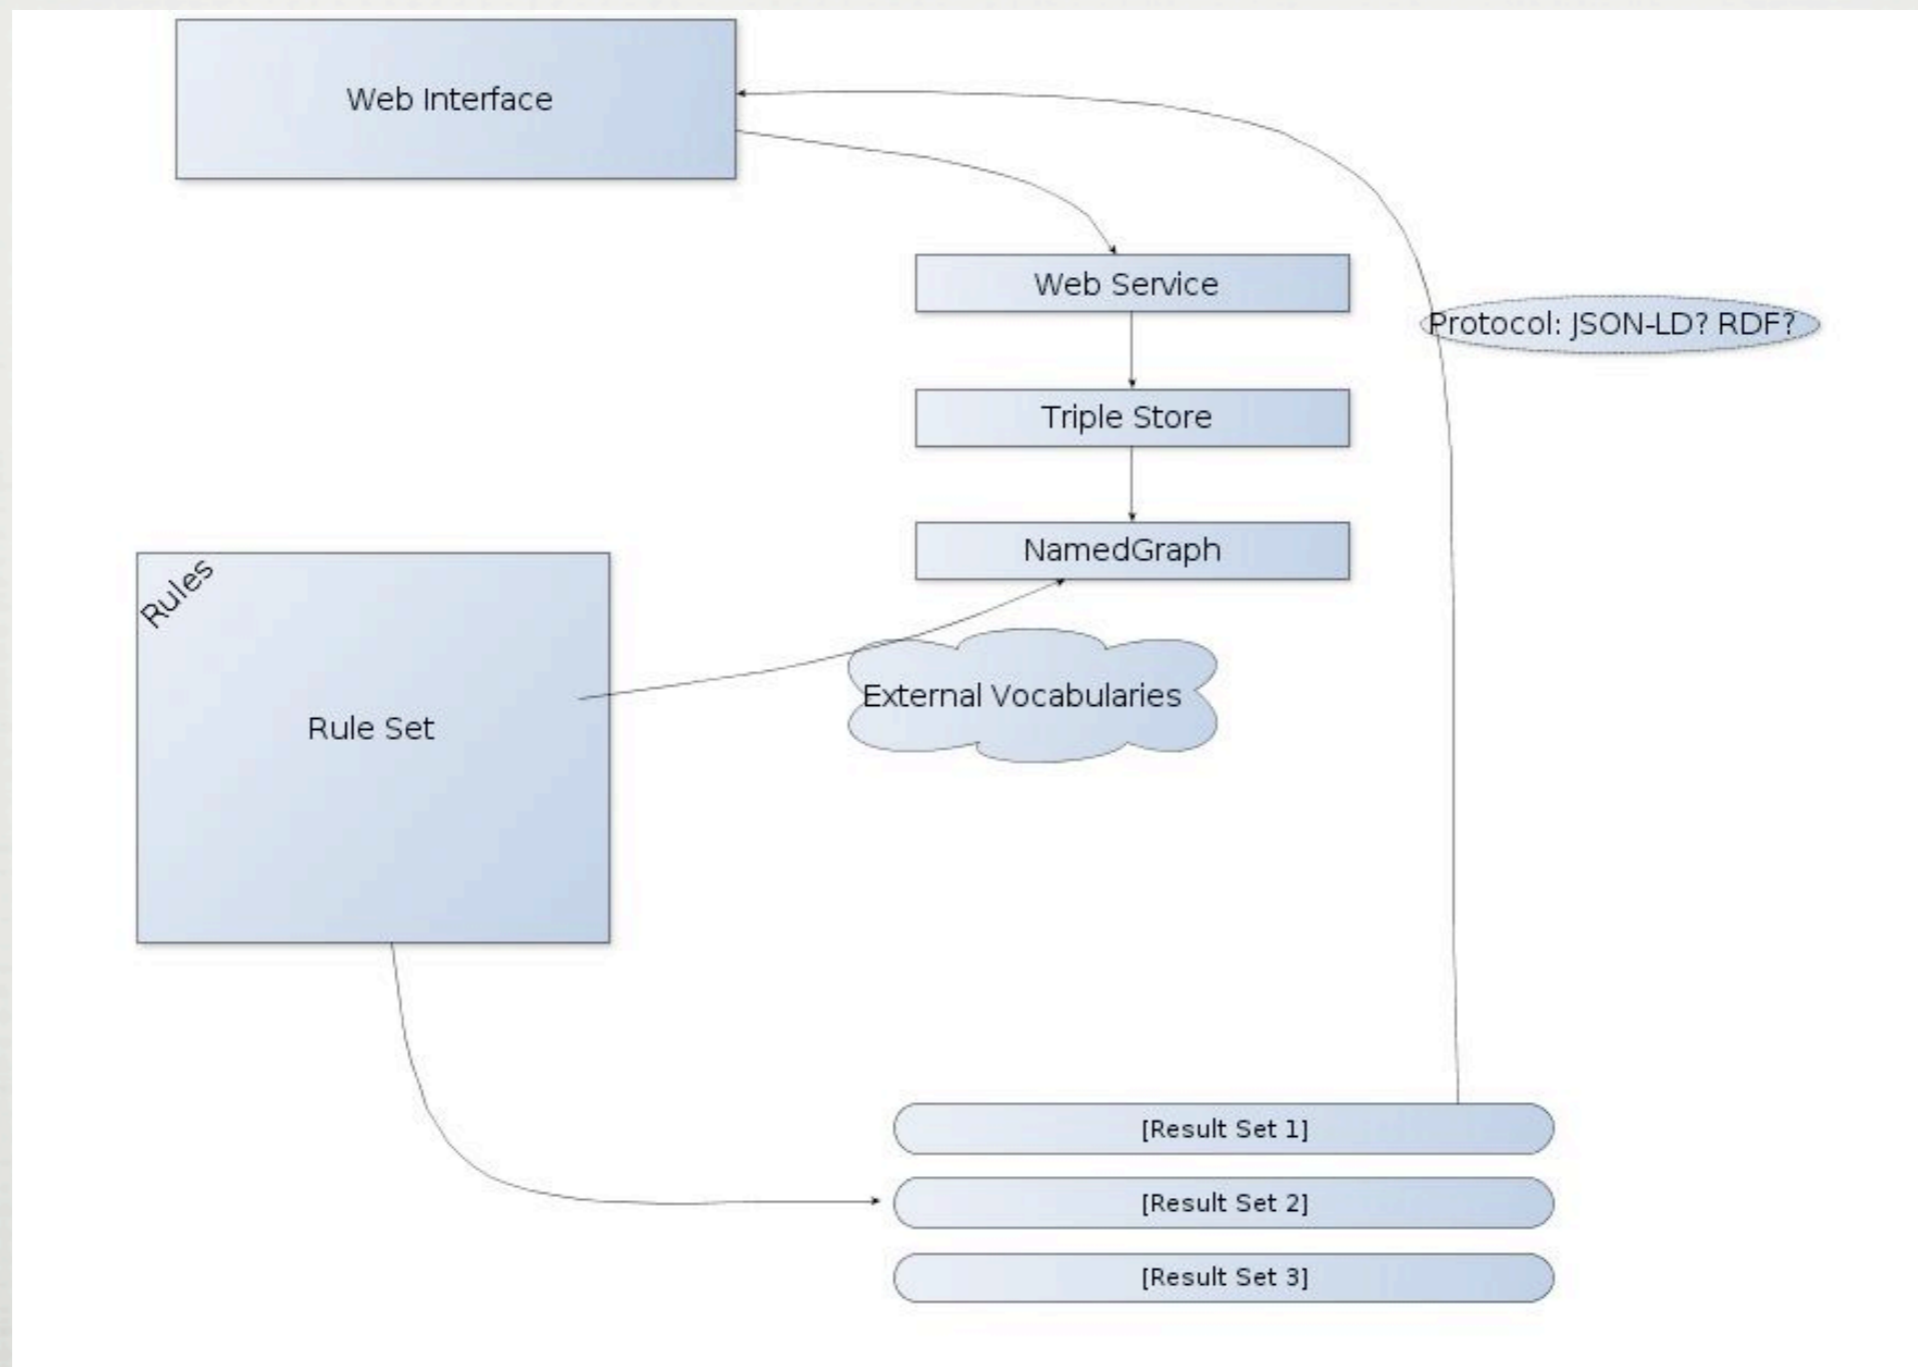 Web Interface
Web Service
Protocol: JSON-LD? RDF?
Triple Store
NamedGraph
Rules
External Vocabularies
Rule Set
[Result Set 1]
[Result Set 2]
[Result Set 3]